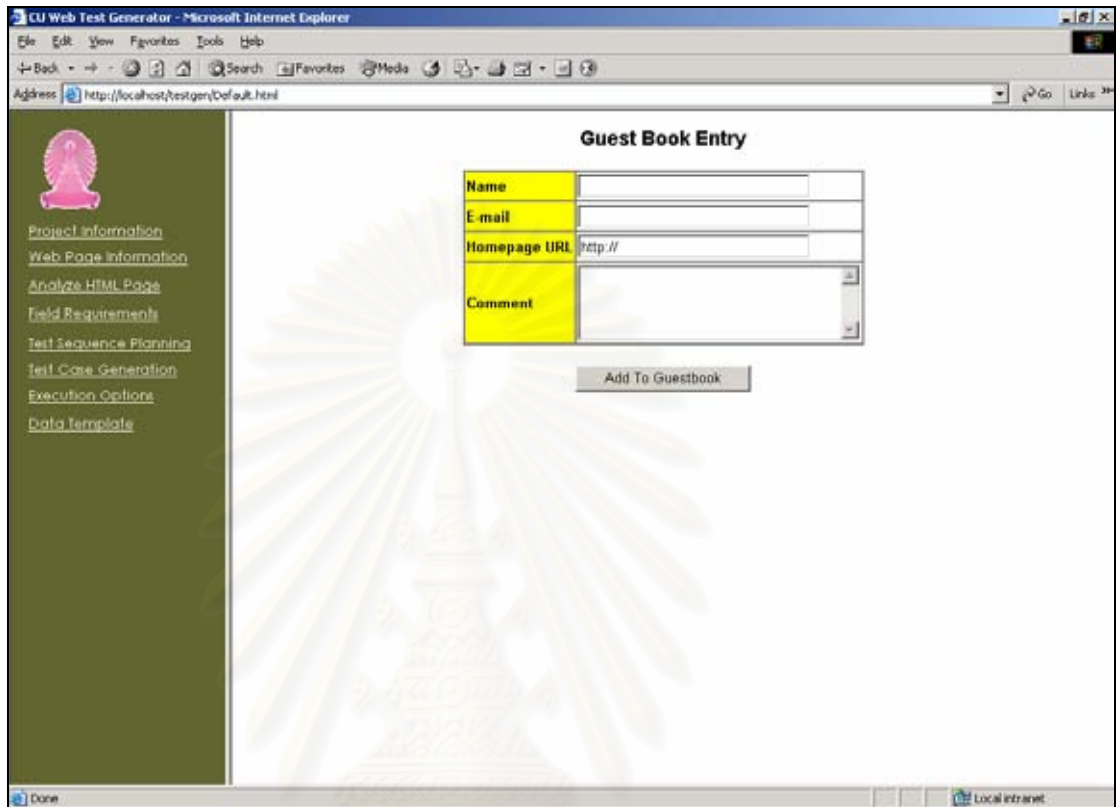 CU Web Test Generator - Microsoft Internet Explorer
File Edit View Favorites Tools Help
Back Search Favorites Media
Address http://localhost/testgen/Default.html Go Links
Project Information
Web Page Information
Analyze HTML Page
Field Requirements
Test Sequence Planning
Test Case Generation
Execution Options
Data Template
Guest Book Entry
Name
E-mail
Homepage URL http://
Comment
Add To Guestbook
Done Local intranet